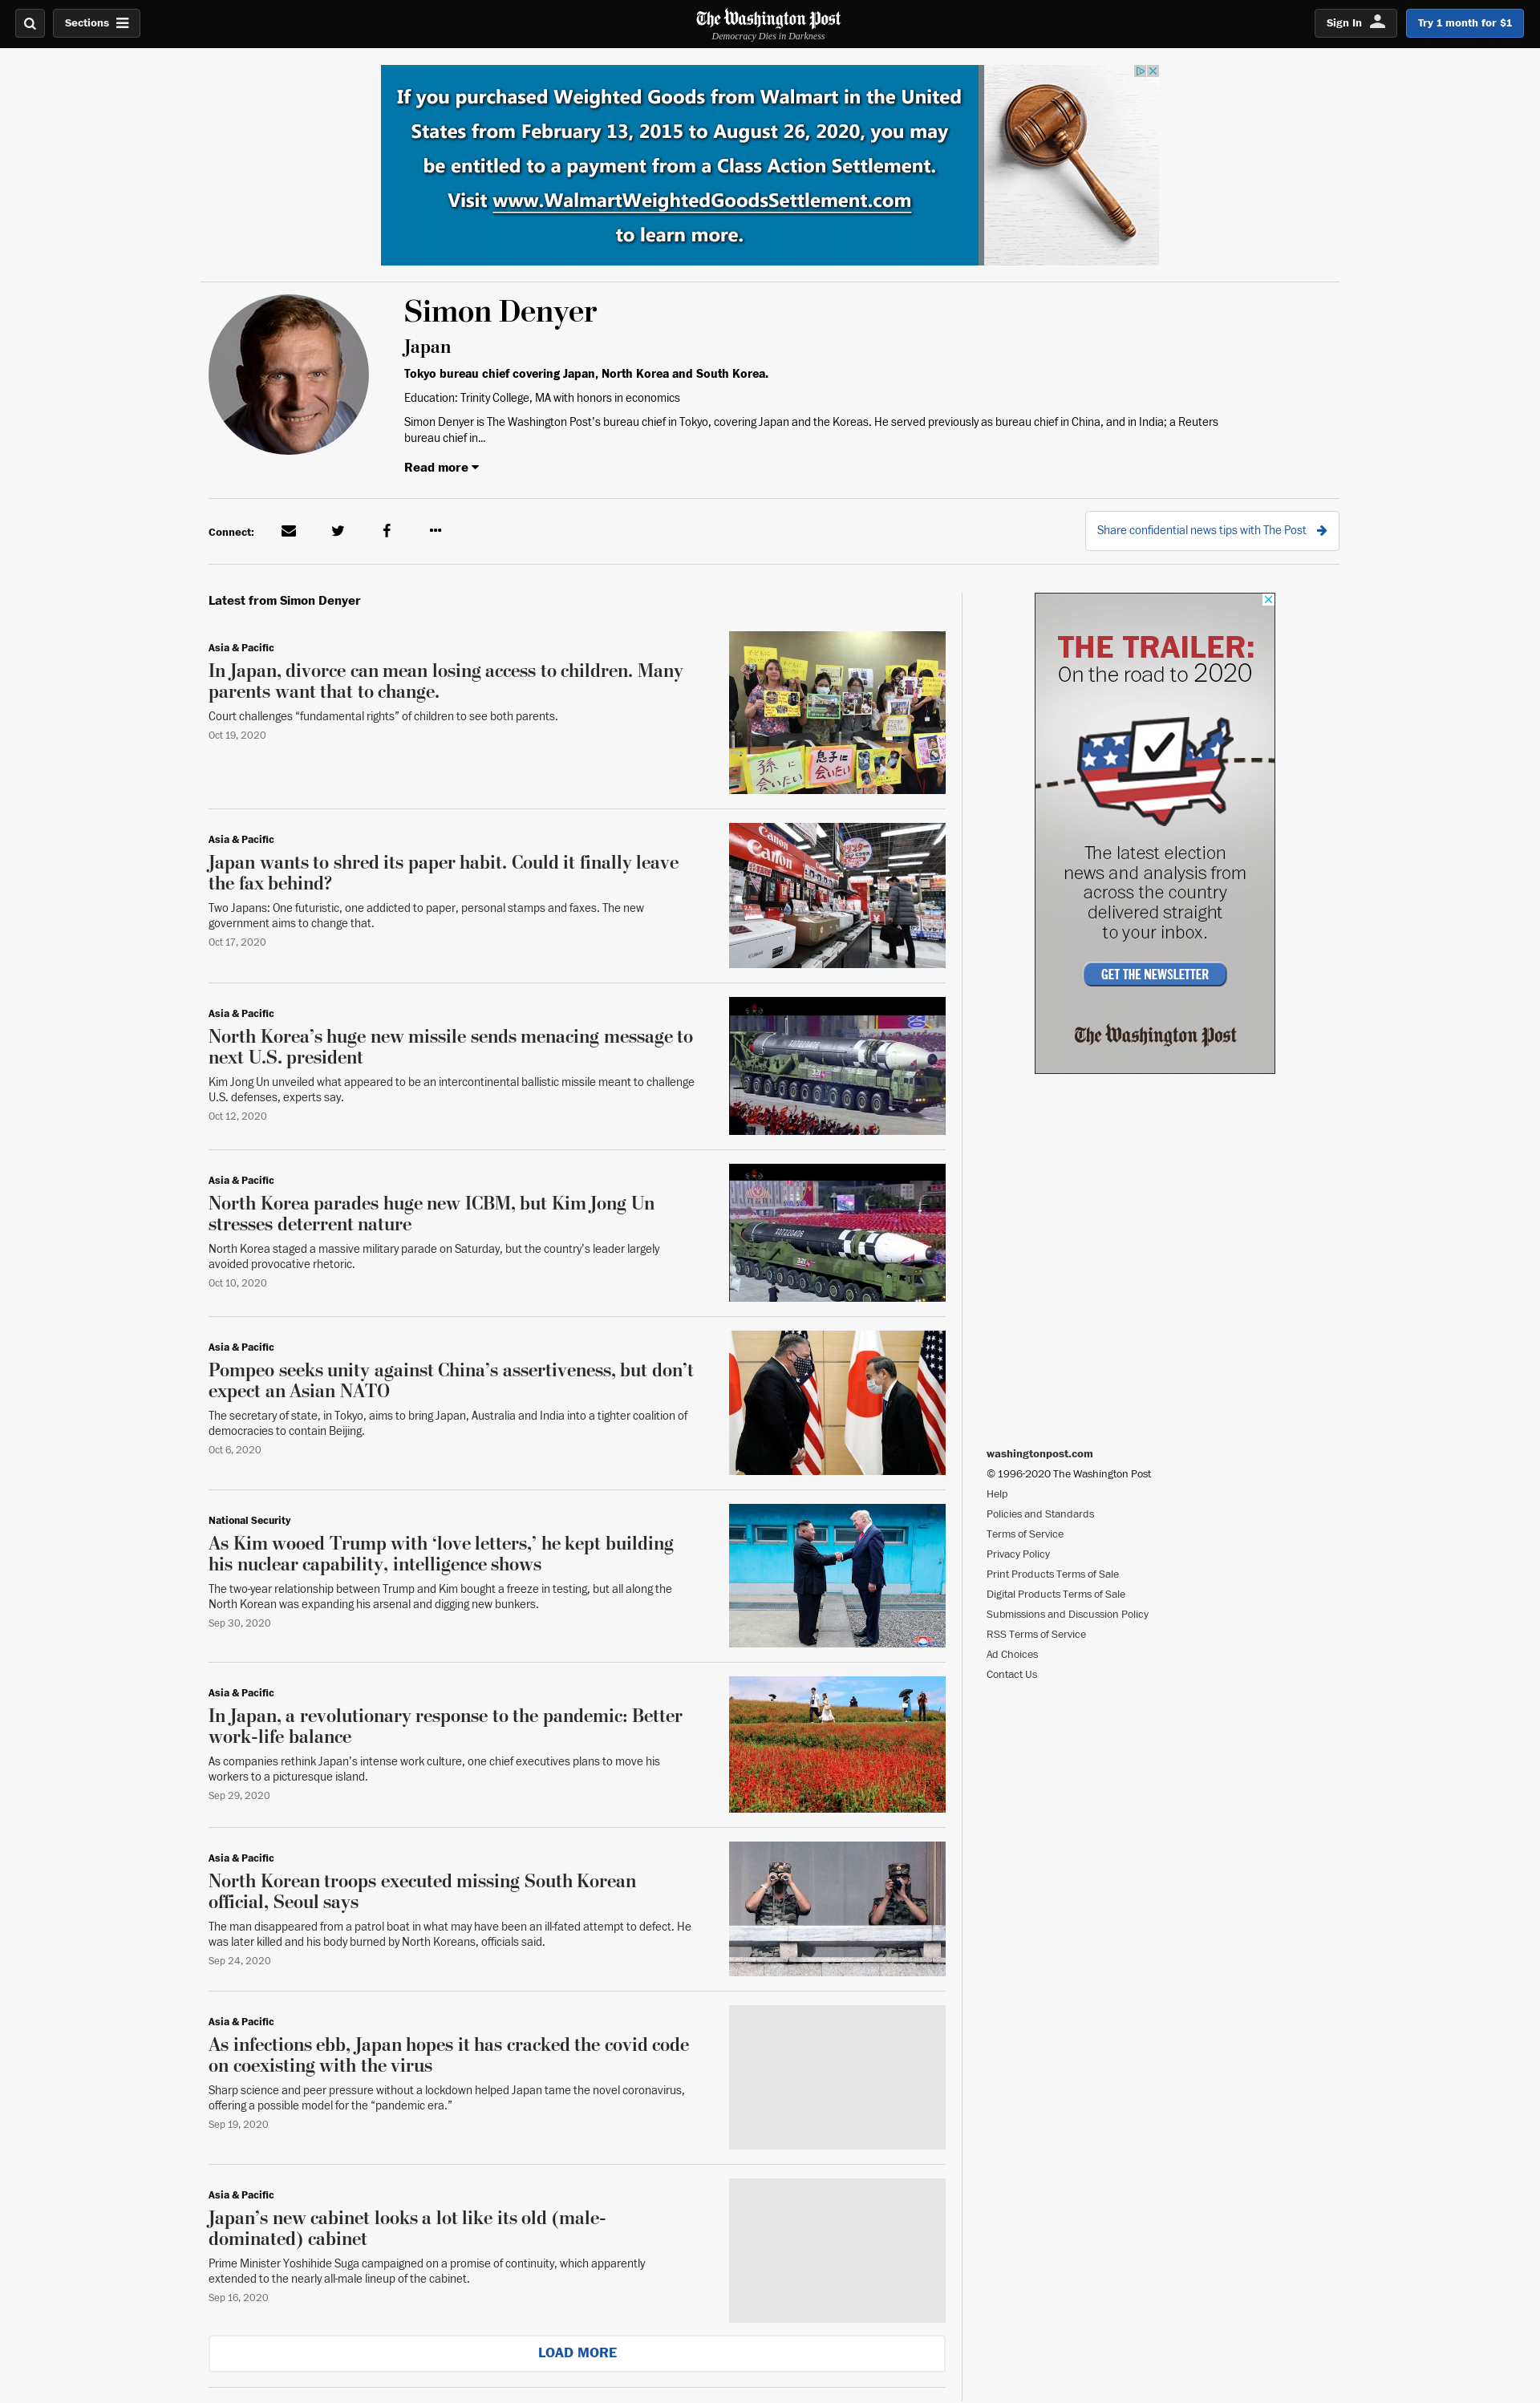 Sections
The Washington Post
Democracy Dies in Darkness
Sign In
Try 1 month for $1
If you purchased Weighted Goods from Walmart in the United
States from February 13, 2015 to August 26, 2020, you may
be entitled to a payment from a Class Action Settlement.
Visit www.WalmartWeightedGoodsSettlement.com
to learn more.
Simon Denyer
Japan
Tokyo bureau chief covering Japan, North Korea and South Korea.
Education: Trinity College, MA with honors in economics
Simon Denyer is The Washington Post’s bureau chief in Tokyo, covering Japan and the Koreas. He served previously as bureau chief in China, and in India; a Reuters
bureau chief in...
Read more
Connect:
Share confidential news tips with The Post
Latest from Simon Denyer
Asia & Pacific
In Japan, divorce can mean losing access to children. Many
parents want that to change.
Court challenges “fundamental rights” of children to see both parents.
Oct 19, 2020
孫に
会いたい
息子に
会いたい
Asia & Pacific
Japan wants to shred its paper habit. Could it finally leave
the fax behind?
Two Japans: One futuristic, one addicted to paper, personal stamps and faxes. The new
government aims to change that.
Oct 17, 2020
Canon
Canon
Asia & Pacific
North Korea’s huge new missile sends menacing message to
next U.S. president
Kim Jong Un unveiled what appeared to be an intercontinental ballistic missile meant to challenge
U.S. defenses, experts say.
Oct 12, 2020
Asia & Pacific
North Korea parades huge new ICBM, but Kim Jong Un
stresses deterrent nature
North Korea staged a massive military parade on Saturday, but the country’s leader largely
avoided provocative rhetoric.
Oct 10, 2020
Asia & Pacific
Pompeo seeks unity against China’s assertiveness, but don’t
expect an Asian NATO
The secretary of state, in Tokyo, aims to bring Japan, Australia and India into a tighter coalition of
democracies to contain Beijing.
Oct 6, 2020
National Security
As Kim wooed Trump with ‘love letters,’ he kept building
his nuclear capability, intelligence shows
The two-year relationship between Trump and Kim bought a freeze in testing, but all along the
North Korean was expanding his arsenal and digging new bunkers.
Sep 30, 2020
Asia & Pacific
In Japan, a revolutionary response to the pandemic: Better
work-life balance
As companies rethink Japan’s intense work culture, one chief executives plans to move his
workers to a picturesque island.
Sep 29, 2020
Asia & Pacific
North Korean troops executed missing South Korean
official, Seoul says
The man disappeared from a patrol boat in what may have been an ill-fated attempt to defect. He
was later killed and his body burned by North Koreans, officials said.
Sep 24, 2020
Asia & Pacific
As infections ebb, Japan hopes it has cracked the covid code
on coexisting with the virus
Sharp science and peer pressure without a lockdown helped Japan tame the novel coronavirus,
offering a possible model for the “pandemic era.”
Sep 19, 2020
Asia & Pacific
Japan’s new cabinet looks a lot like its old (male-
dominated) cabinet
Prime Minister Yoshihide Suga campaigned on a promise of continuity, which apparently
extended to the nearly all-male lineup of the cabinet.
Sep 16, 2020
LOAD MORE
THE TRAILER:
On the road to 2020
The latest election
news and analysis from
across the country
delivered straight
to your inbox.
GET THE NEWSLETTER
The Washington Post
washingtonpost.com
© 1996-2020 The Washington Post
Help
Policies and Standards
Terms of Service
Privacy Policy
Print Products Terms of Sale
Digital Products Terms of Sale
Submissions and Discussion Policy
RSS Terms of Service
Ad Choices
Contact Us